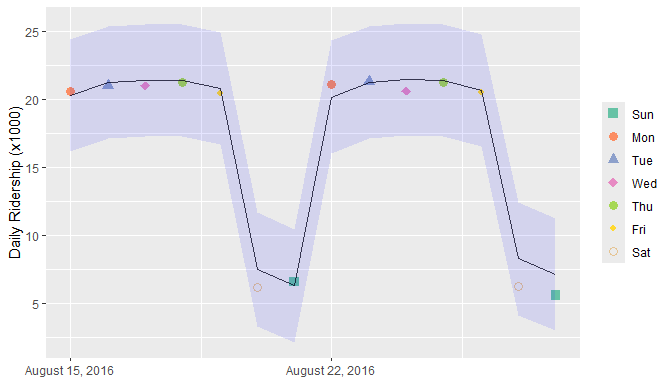 Daily Ridership (x1000)
25
20
15
10
5
August 15, 2016
August 22, 2016
Sun
Mon
Tue
Wed
Thu
Fri
Sat